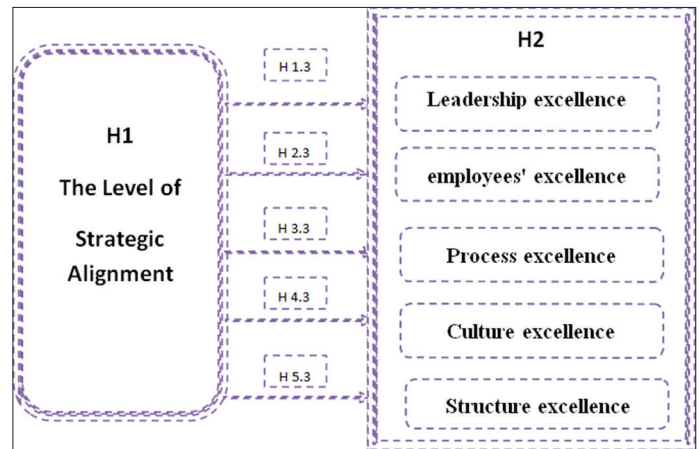 H1
The Level of
Strategic
Alignment
H 1.3
H 2.3
H 3.3
H 4.3
H 5.3
H2
Leadership excellence
employees' excellence
Process excellence
Culture excellence
Structure excellence